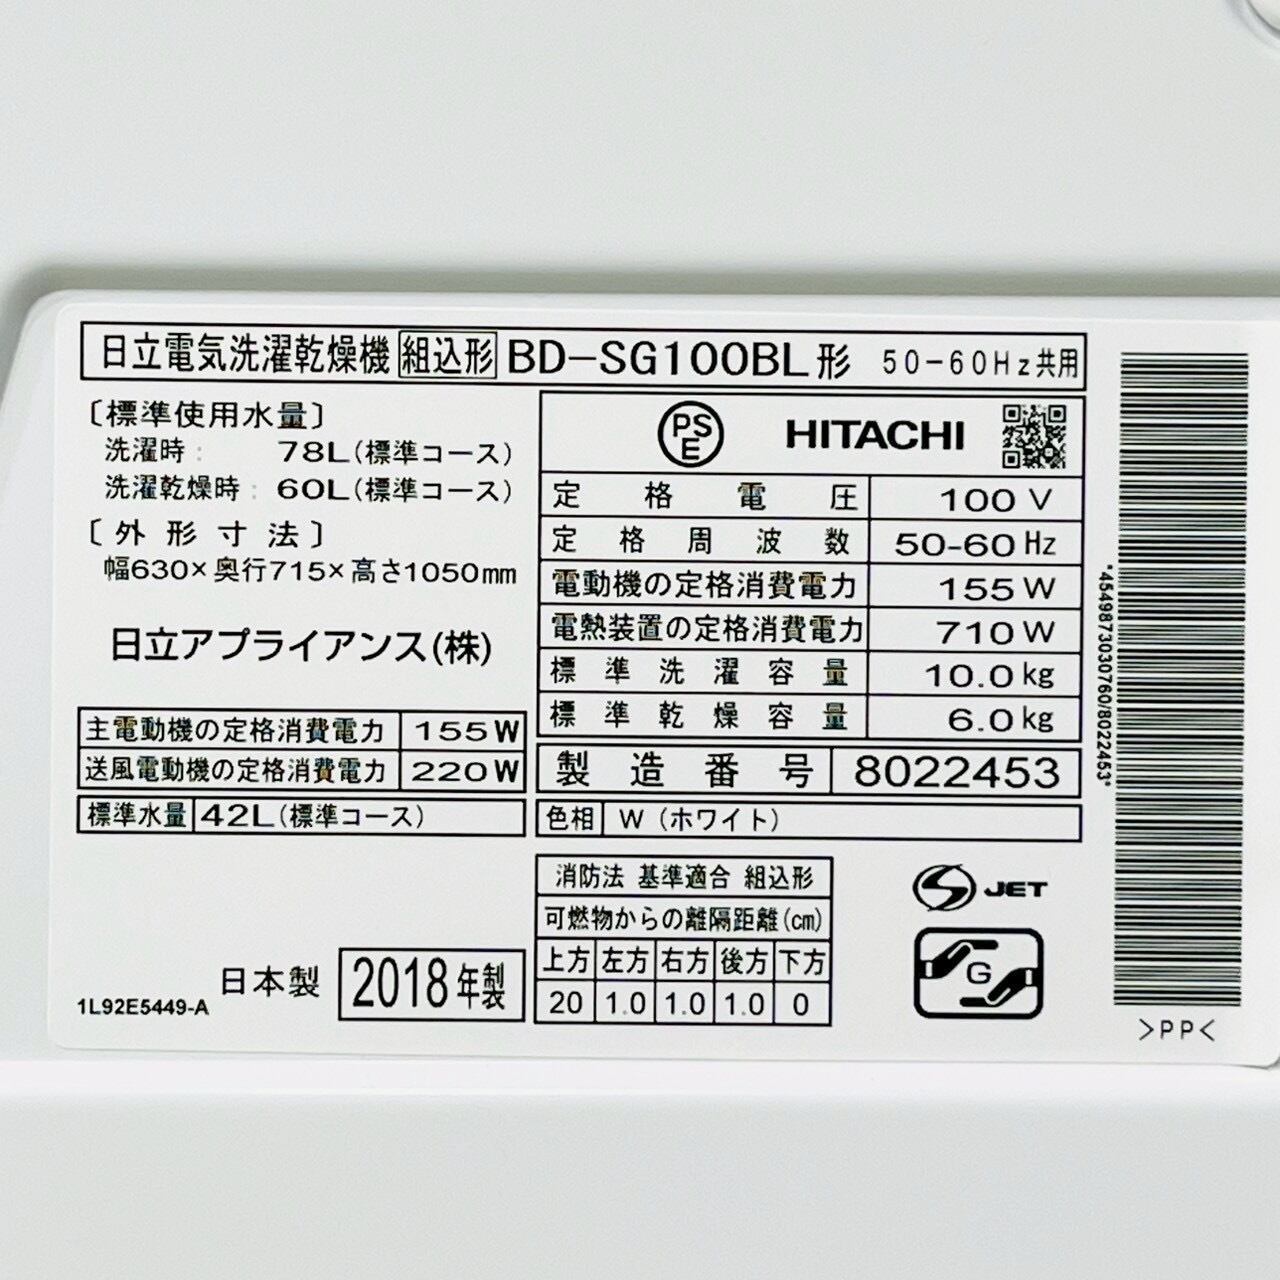 日立電気洗濯乾燥機 組込形 BD-SG100BL形 50-60Hz共用
〔標準使用水量〕
洗濯時: 78L(標準コース)
洗濯乾燥時: 60L(標準コース)
〔外形寸法〕
幅630×奥行715×高さ1050mm
日立アプライアンス(株)
主電動機の定格消費電力 155W
送風電動機の定格消費電力 220W
標準水量 42L(標準コース)
日本製 2018年製
1L92E5449-A
PSE HITACHI
定格電圧 100V
定格周波数 50-60Hz
電動機の定格消費電力 155W
電熱装置の定格消費電力 710W
標準洗濯容量 10.0kg
標準乾燥容量 6.0kg
製造番号 8022453
色相 W(ホワイト)
消防法 基準適合 組込形
可燃物からの離隔距離(cm)
上方 左方 右方 後方 下方
20 1.0 1.0 1.0 0
S JET
G
*4549873030760/8022453*
>PP<